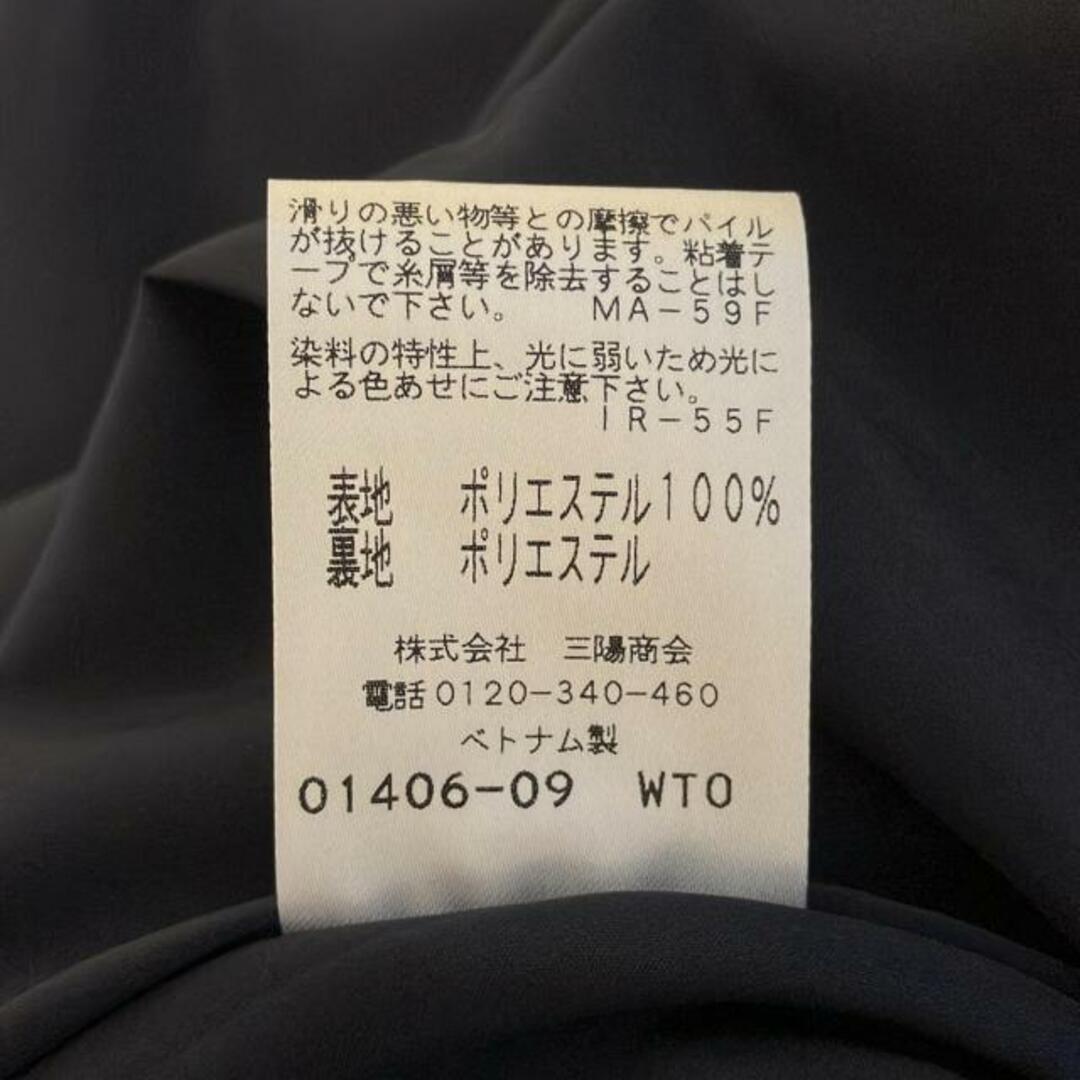 滑りの悪い物等との摩擦でパイル
が抜けることがあります。粘着テ
ープで糸屑等を除去することはし
ないで下さい。 MA-59F
染料の特性上、光に弱いため光に
よる色あせにご注意下さい。
IR-55F
表地 ポリエステル100%
裏地 ポリエステル
株式会社 三陽商会
電話0120-340-460
ベトナム製
01406-09 WTO